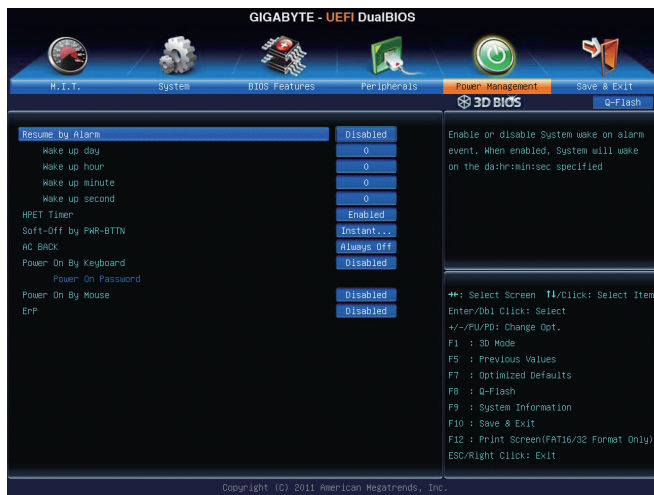 GIGABYTE - UEFI DualBIOS
M.I.T. System BIOS Features Peripherals Power Management Save & Exit
3D BIOS Q-Flash
Resume by Alarm Disabled
Wake up day 0
Wake up hour 0
Wake up minute 0
Wake up second 0
HPET Timer Enabled
Soft-Off by PWR-BTTN Instant...
AC BACK Always Off
Power On By Keyboard Disabled
Power On Password
Power On By Mouse Disabled
ErP Disabled
Enable or disable System wake on alarm
event. When enabled, System will wake
on the da:hr:min:sec specified
→←: Select Screen ↑↓/Click: Select Item
Enter/Dbl Click: Select
+/-/PU/PD: Change Opt.
F1 : 3D Mode
F5 : Previous Values
F7 : Optimized Defaults
F8 : Q-Flash
F9 : System Information
F10 : Save & Exit
F12 : Print Screen(FAT16/32 Format Only)
ESC/Right Click: Exit
Copyright (C) 2011 American Megatrends, Inc.